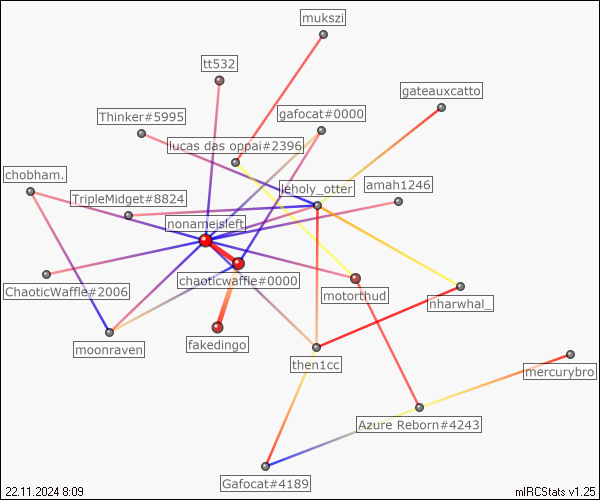 mukszi
tt532
gateauxcatto
Thinker#5995
gafocat#0000
lucas das oppai#2396
chobham.
TripleMidget#8824
leholy_otter
amah1246
nonameisleft
chaoticwaffle#0000
ChaoticWaffle#2006
motorthud
nharwhal_
moonraven
fakedingo
then1cc
mercurybro
Azure Reborn#4243
Gafocat#4189
22.11.2024 8:09
mIRCStats v1.25